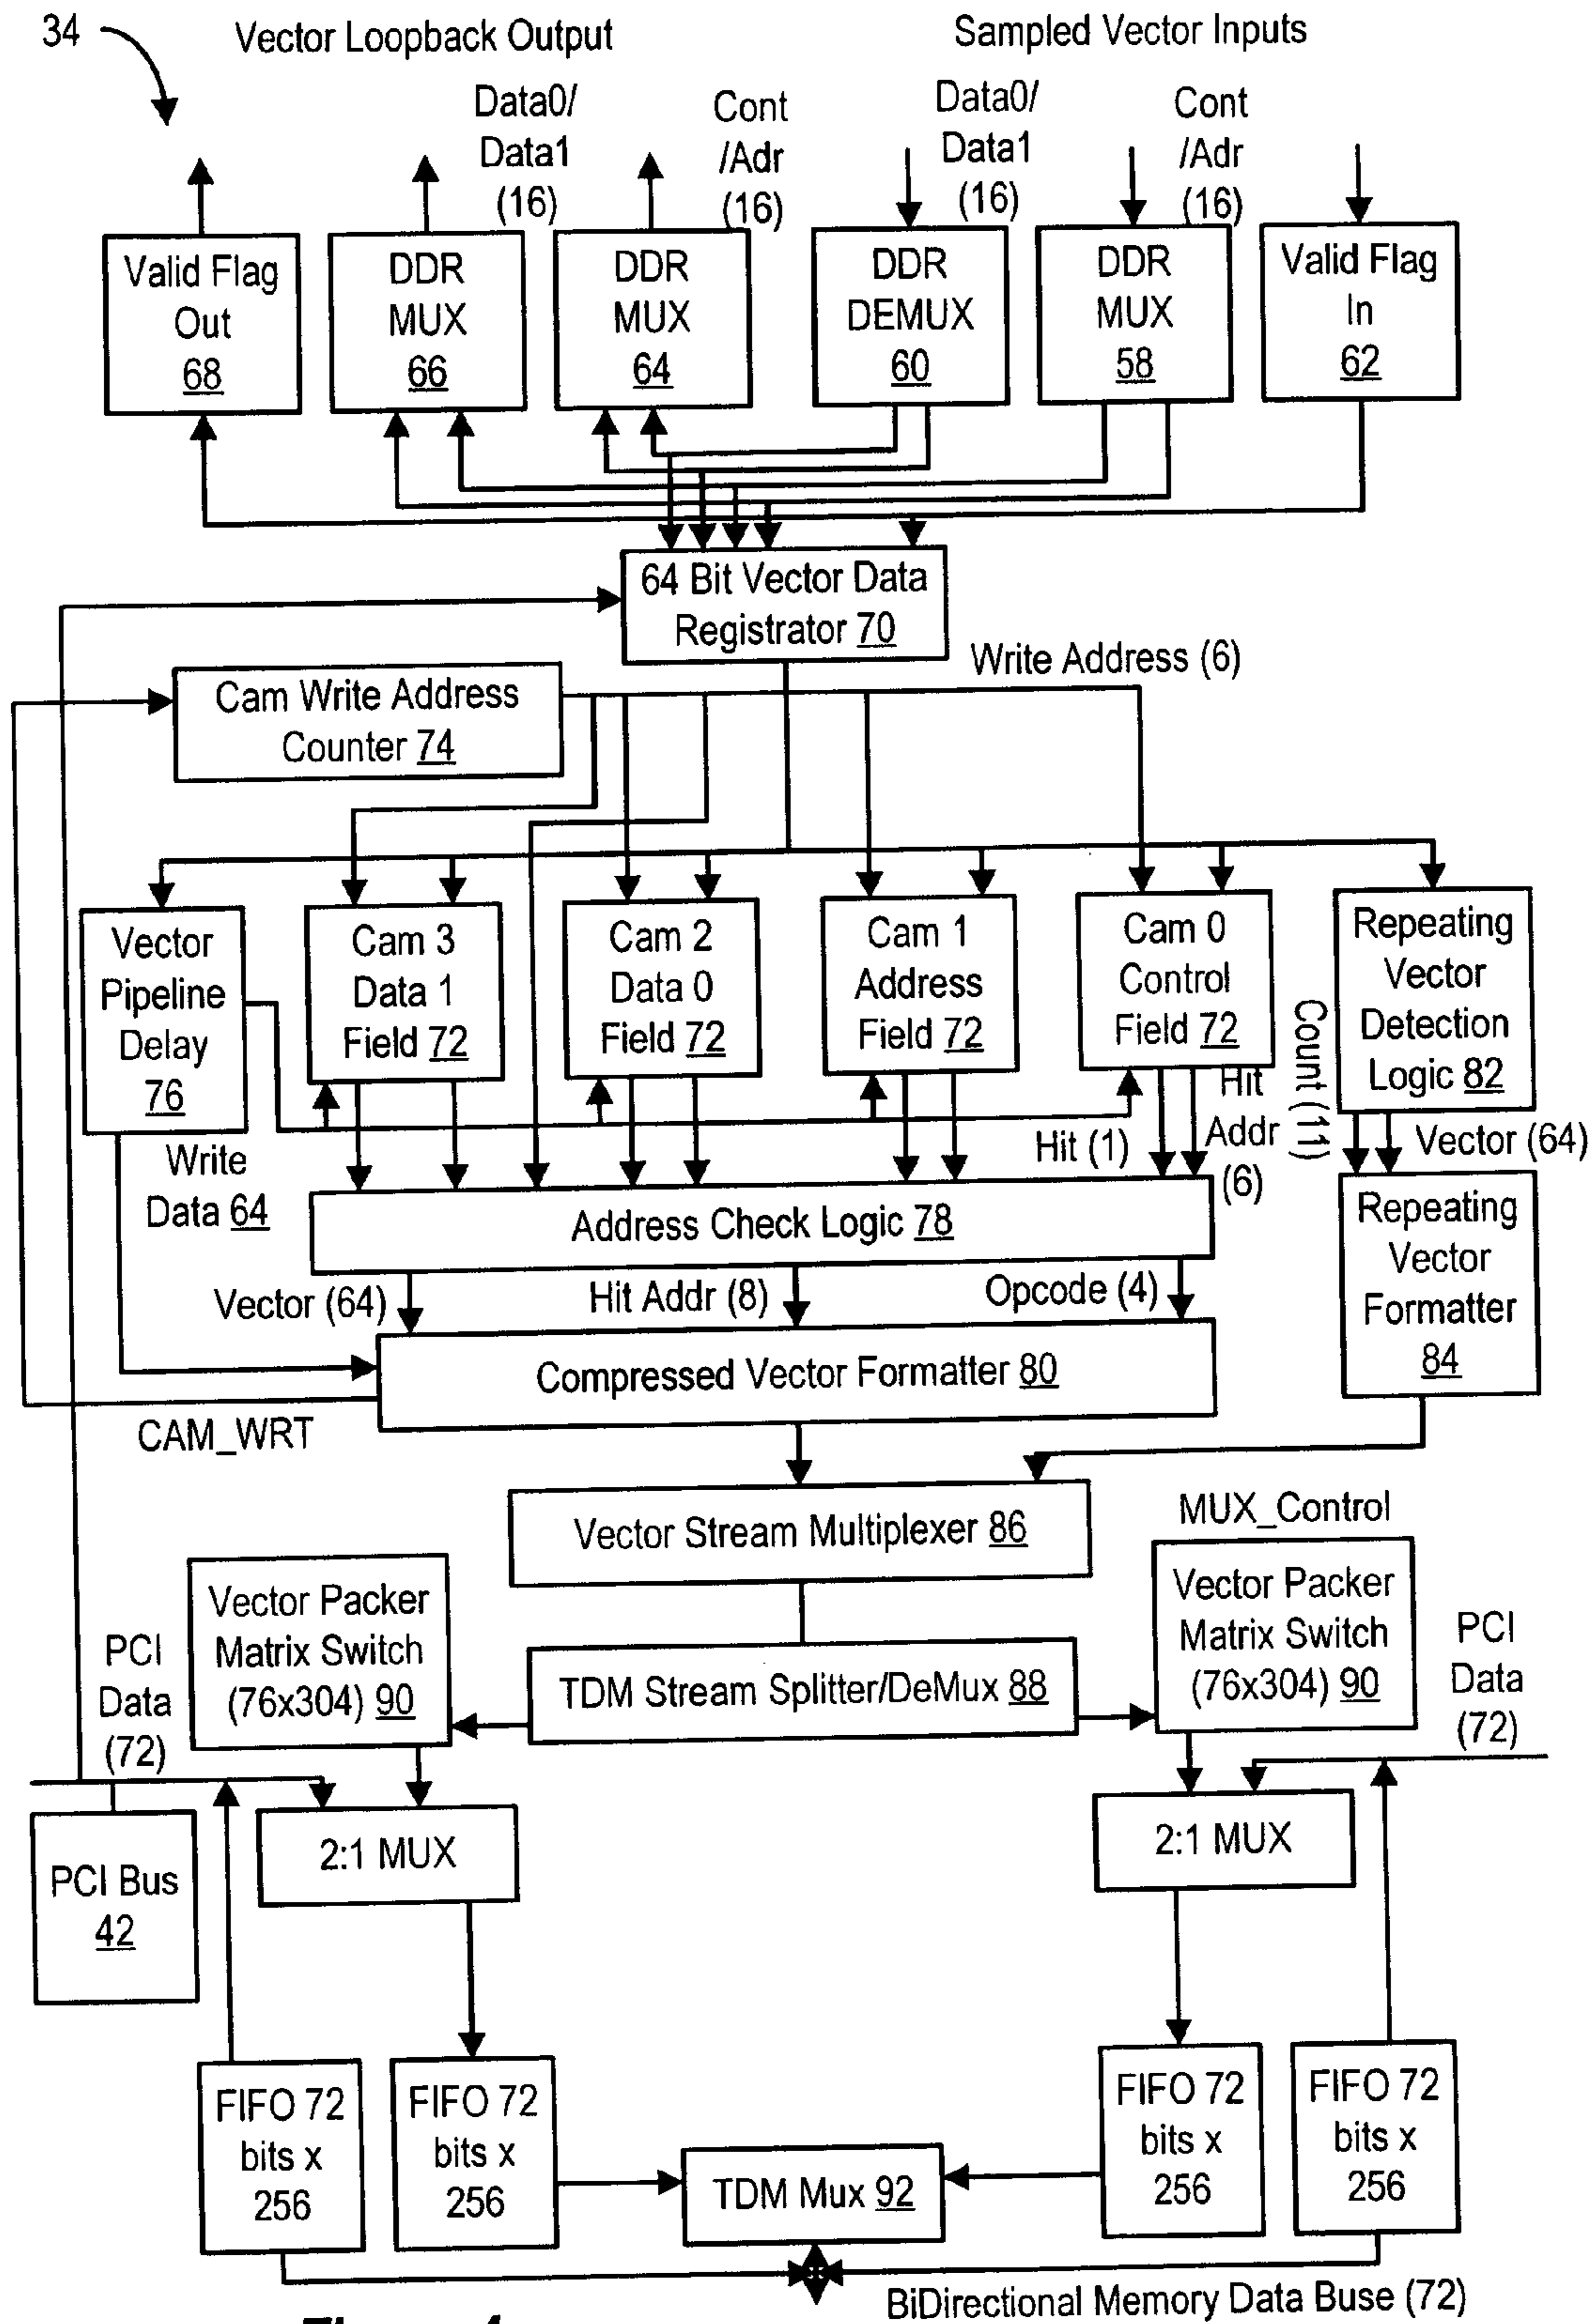 34
Vector Loopback Output
Sampled Vector Inputs
Data0/
Data1
(16)
Cont
/Adr
(16)
Data0/
Data1
(16)
Cont
/Adr
(16)
Valid Flag
Out
68
DDR
MUX
66
DDR
MUX
64
DDR
DEMUX
60
DDR
MUX
58
Valid Flag
In
62
64 Bit Vector Data
Registrator 70
Write Address (6)
Cam Write Address
Counter 74
Vector
Pipeline
Delay
76
Cam 3
Data 1
Field 72
Cam 2
Data 0
Field 72
Cam 1
Address
Field 72
Cam 0
Control
Field 72
Count (11)
Repeating
Vector
Detection
Logic 82
Write
Data 64
Hit (1)
Hit
Addr
(6)
Vector (64)
Address Check Logic 78
Repeating
Vector
Formatter
84
Vector (64)
Hit Addr (8)
Opcode (4)
Compressed Vector Formatter 80
CAM_WRT
Vector Stream Multiplexer 86
MUX_Control
Vector Packer
Matrix Switch
(76x304) 90
TDM Stream Splitter/DeMux 88
Vector Packer
Matrix Switch
(76x304) 90
PCI
Data
(72)
PCI
Data
(72)
PCI Bus
42
2:1 MUX
2:1 MUX
FIFO 72
bits x
256
FIFO 72
bits x
256
TDM Mux 92
FIFO 72
bits x
256
FIFO 72
bits x
256
BiDirectional Memory Data Buse (72)